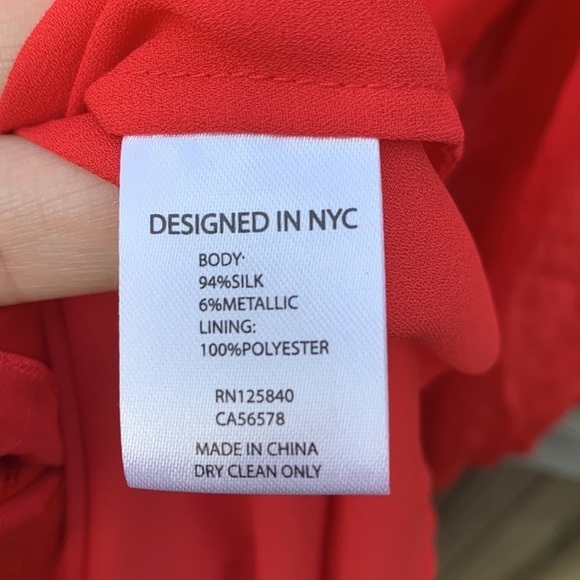 DESIGNED IN NYC
BODY:
94%SILK
6%METALLIC
LINING:
100%POLYESTER
RN125840
CA56578
MADE IN CHINA
DRY CLEAN ONLY